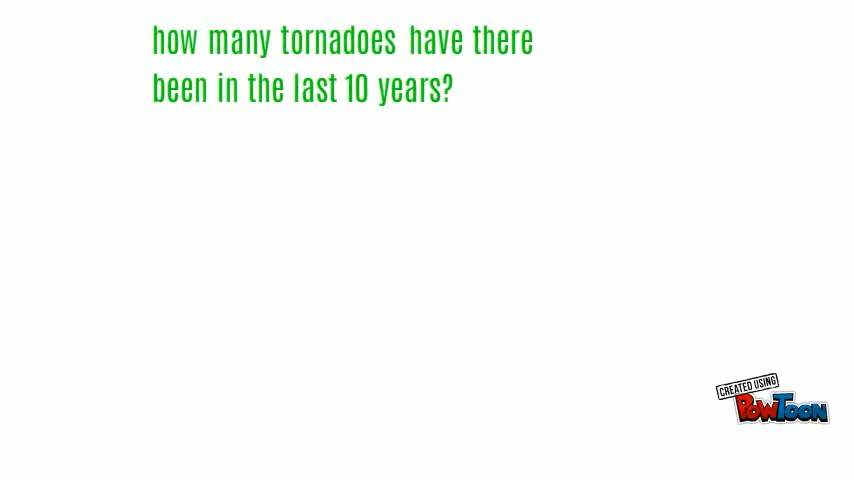 how many tornadoes have there
been in the last 10 years?
CREATED USING
POWTOON